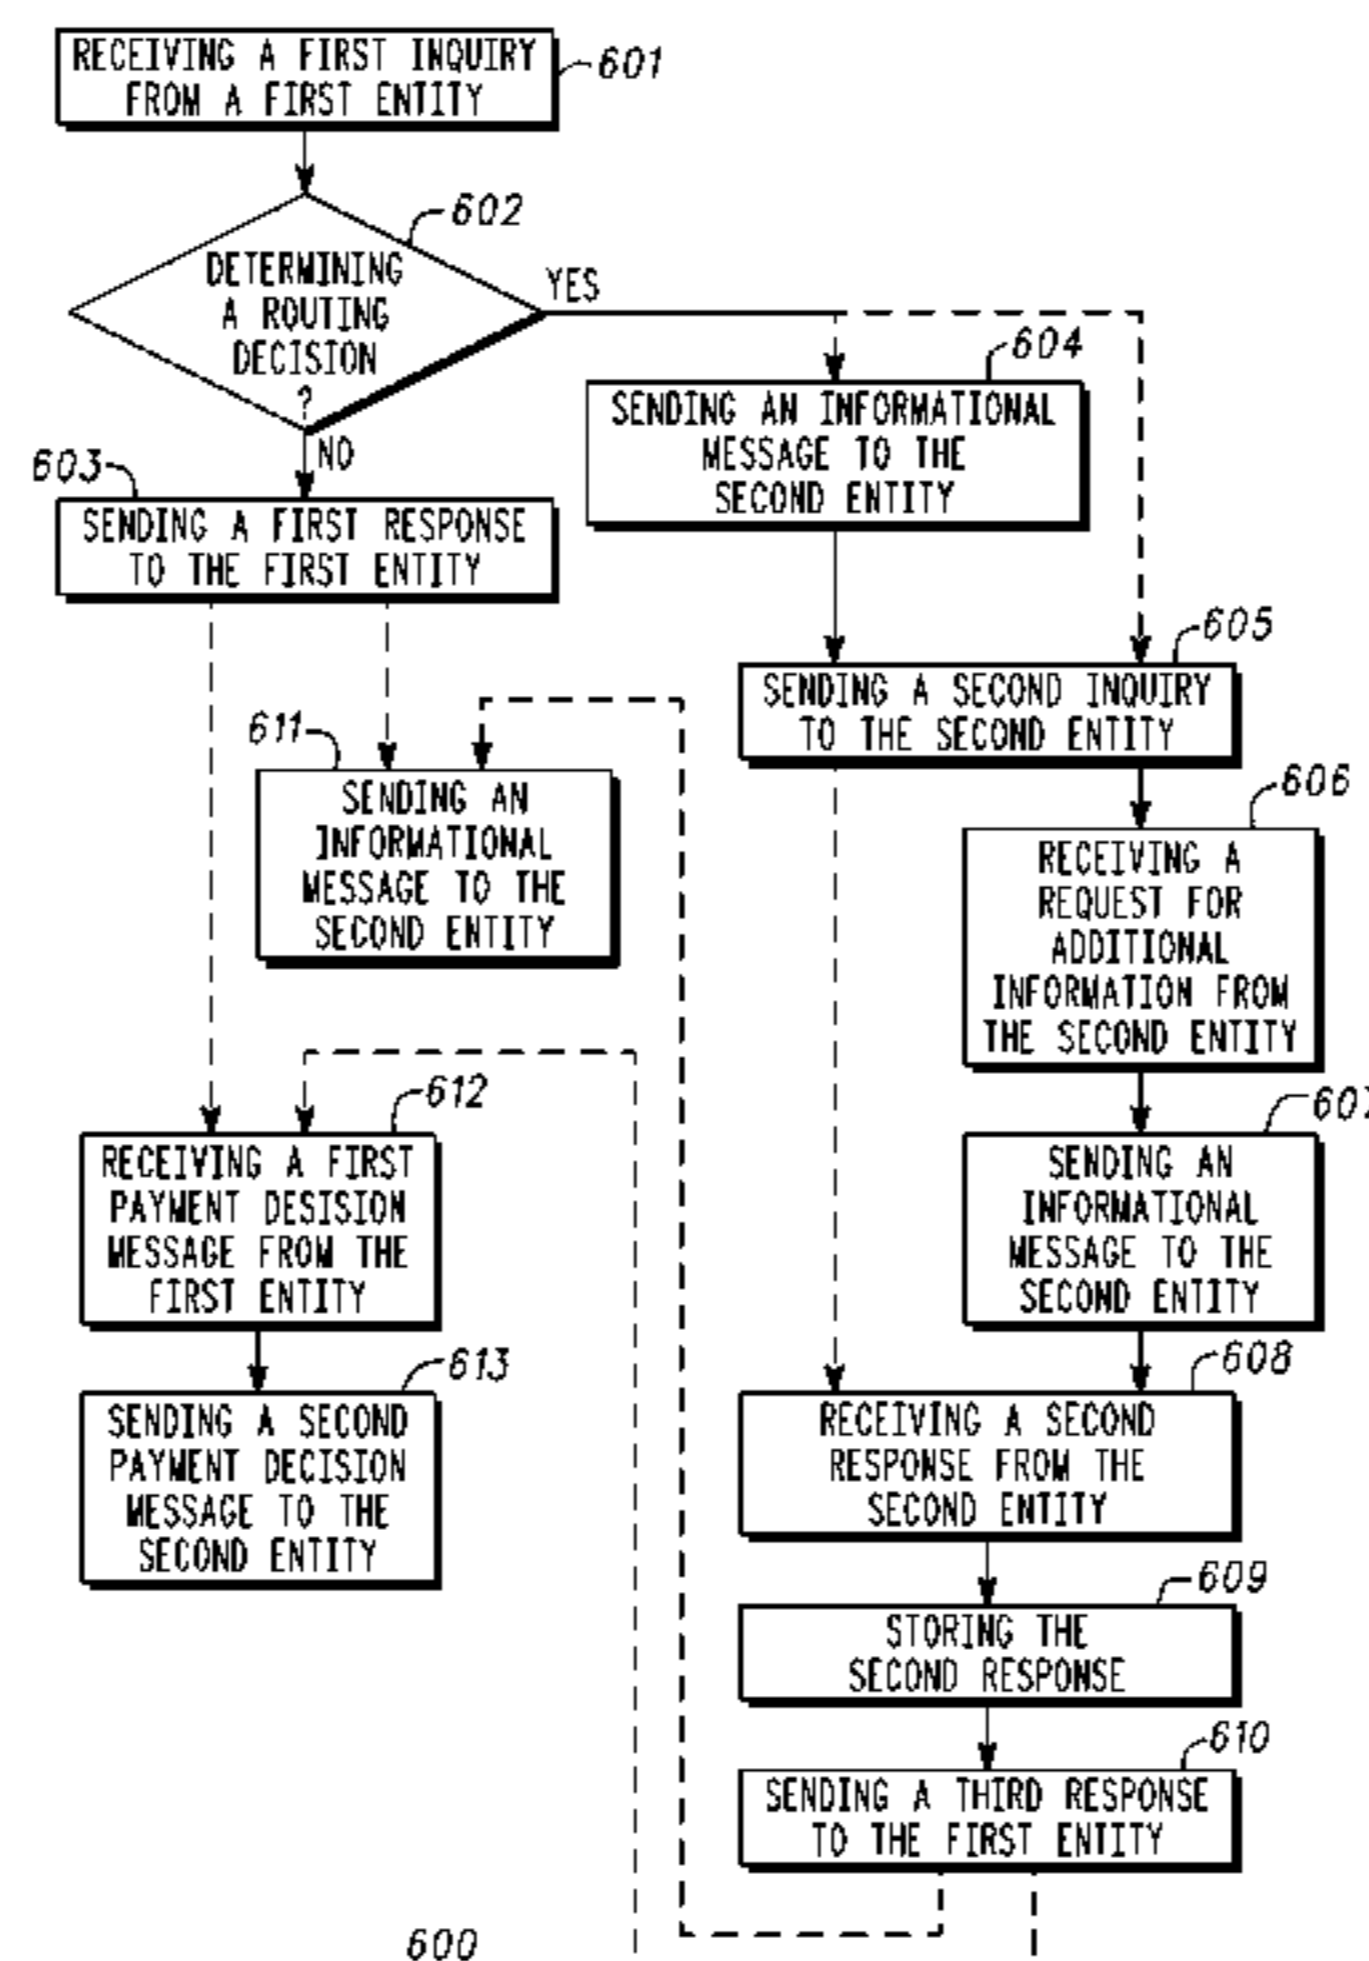 RECEIVING A FIRST INQUIRY
FROM A FIRST ENTITY
601
602
DETERMINING
A ROUTING
DECISION
?
YES
NO
603
SENDING A FIRST RESPONSE
TO THE FIRST ENTITY
604
SENDING AN INFORMATIONAL
MESSAGE TO THE
SECOND ENTITY
605
SENDING A SECOND INQUIRY
TO THE SECOND ENTITY
611
SENDING AN
INFORMATIONAL
MESSAGE TO THE
SECOND ENTITY
606
RECEIVING A
REQUEST FOR
ADDITIONAL
INFORMATION FROM
THE SECOND ENTITY
612
RECEIVING A FIRST
PAYMENT DESISION
MESSAGE FROM THE
FIRST ENTITY
607
SENDING AN
INFORMATIONAL
MESSAGE TO THE
SECOND ENTITY
613
SENDING A SECOND
PAYMENT DECISION
MESSAGE TO THE
SECOND ENTITY
608
RECEIVING A SECOND
RESPONSE FROM THE
SECOND ENTITY
609
STORING THE
SECOND RESPONSE
610
SENDING A THIRD RESPONSE
TO THE FIRST ENTITY
600